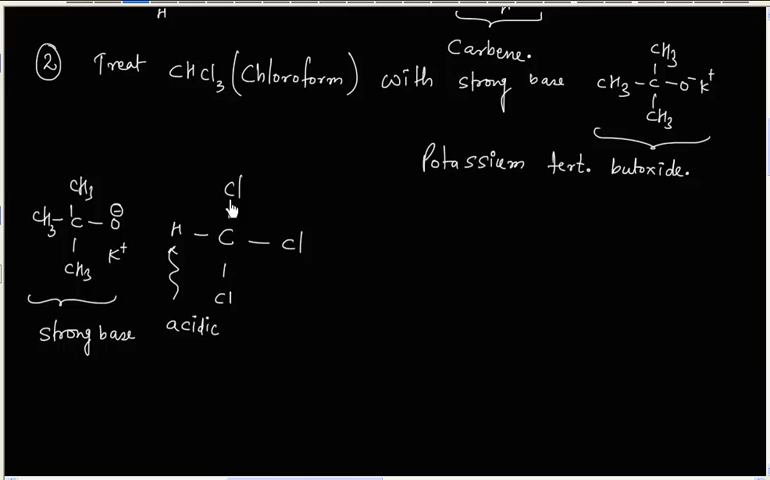 H
H
Carbene.
② Treat CHCl₃ (Chloroform) with strong base
CH₃
CH₃ - C - O⁻ K⁺
CH₃
Potassium tert. butoxide.
CH₃
CH₃ - C - O⊖
K⁺
CH₃
strong base
Cl
H - C - Cl
Cl
acidic